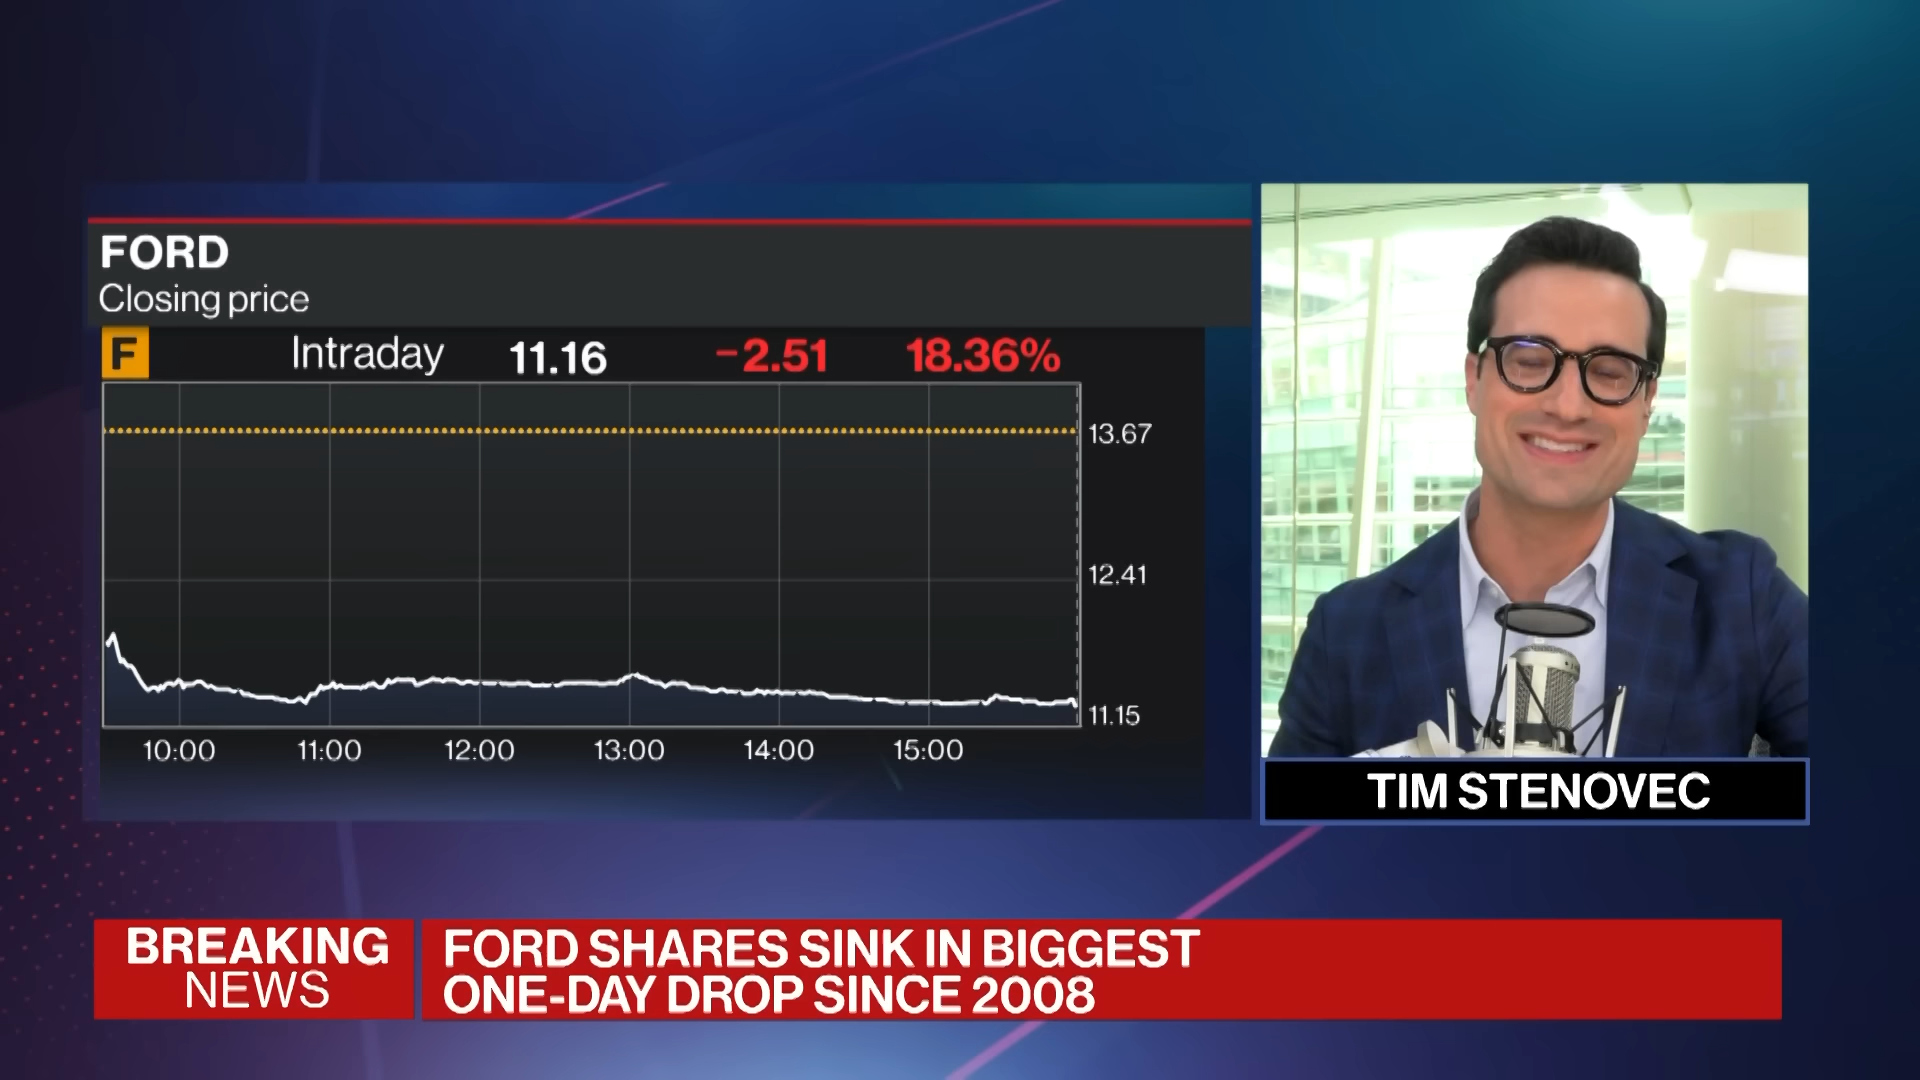 FORD
Closing price
F Intraday 11.16 -2.51 18.36%
13.67
12.41
11.15
10:00 11:00 12:00 13:00 14:00 15:00
TIM STENOVEC
BREAKING
NEWS
FORD SHARES SINK IN BIGGEST
ONE-DAY DROP SINCE 2008